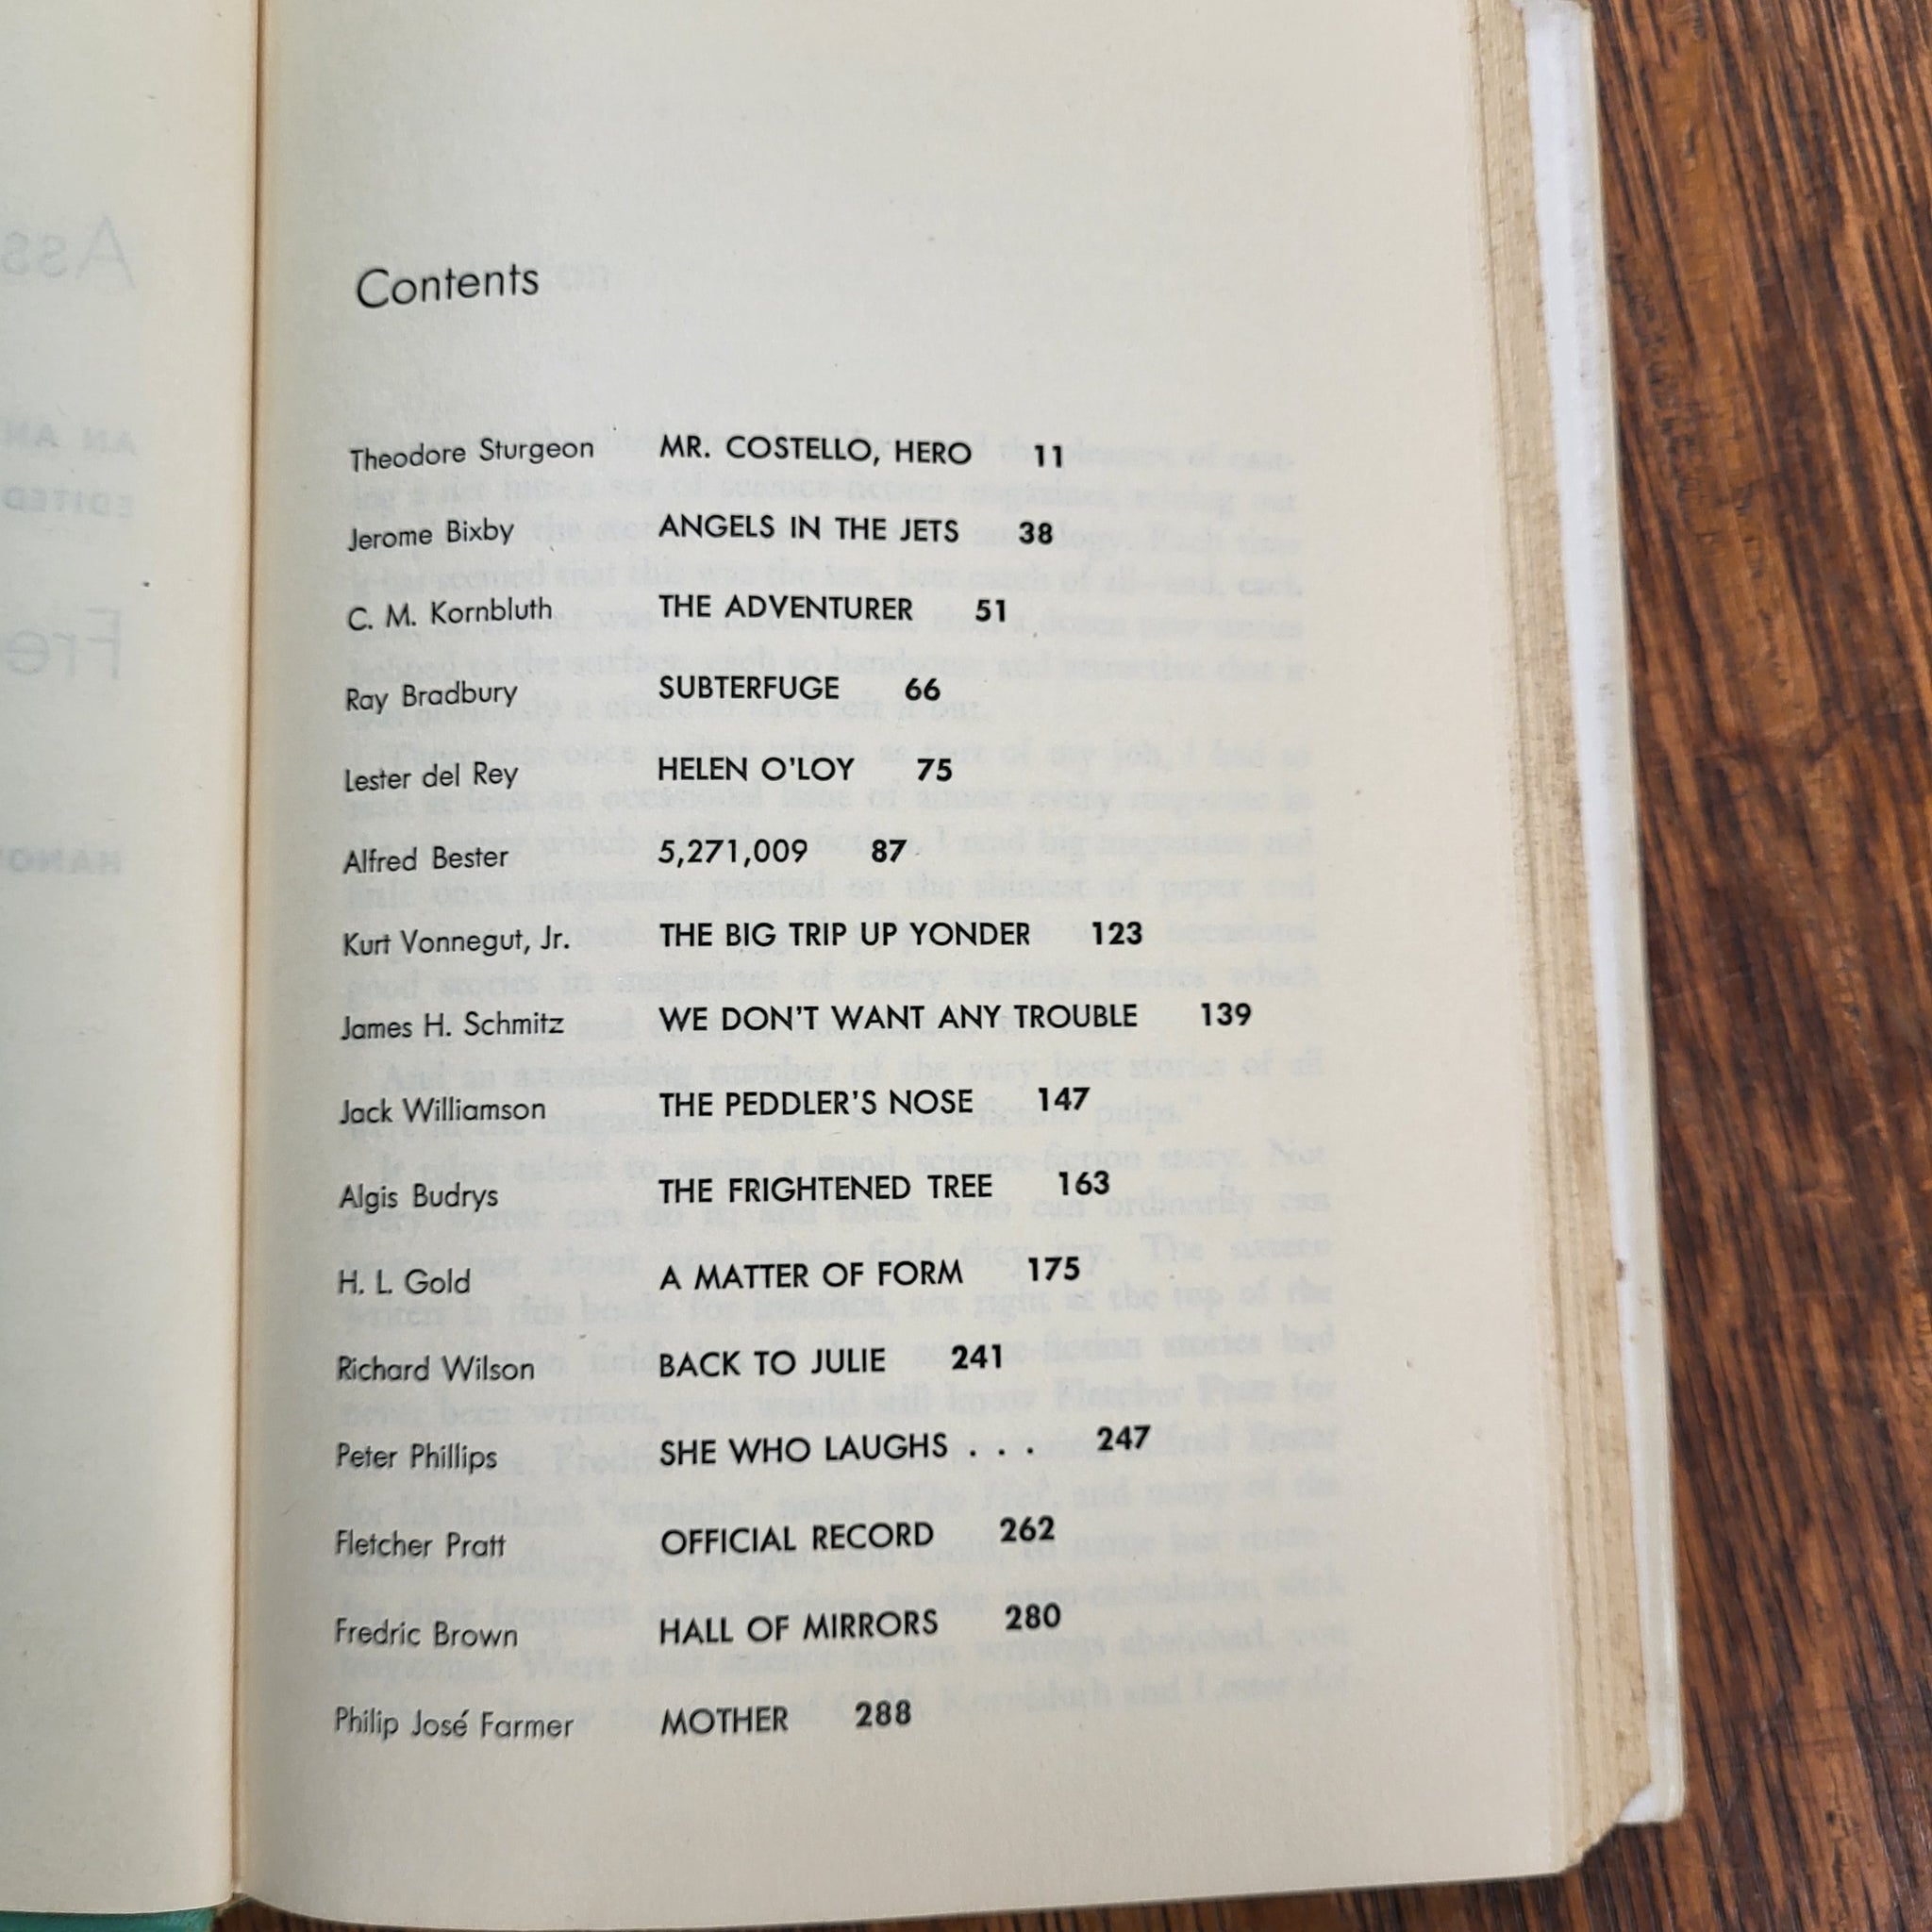 Contents
Theodore Sturgeon MR. COSTELLO, HERO 11
Jerome Bixby ANGELS IN THE JETS 38
C. M. Kornbluth THE ADVENTURER 51
Ray Bradbury SUBTERFUGE 66
Lester del Rey HELEN O'LOY 75
Alfred Bester 5,271,009 87
Kurt Vonnegut, Jr. THE BIG TRIP UP YONDER 123
James H. Schmitz WE DON'T WANT ANY TROUBLE 139
Jack Williamson THE PEDDLER'S NOSE 147
Algis Budrys THE FRIGHTENED TREE 163
H. L. Gold A MATTER OF FORM 175
Richard Wilson BACK TO JULIE 241
Peter Phillips SHE WHO LAUGHS . . . 247
Fletcher Pratt OFFICIAL RECORD 262
Fredric Brown HALL OF MIRRORS 280
Philip José Farmer MOTHER 288